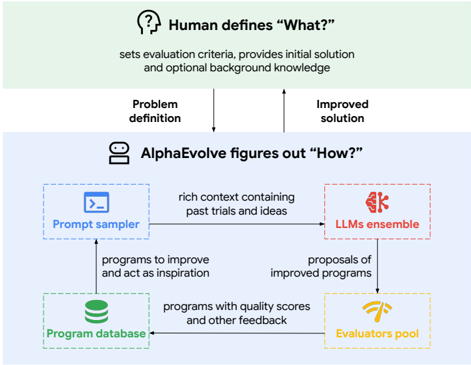 Human defines “What?”
sets evaluation criteria, provides initial solution
and optional background knowledge
Problem
definition
Improved
solution
AlphaEvolve figures out “How?”
Prompt sampler
rich context containing
past trials and ideas
LLMs ensemble
programs to improve
and act as inspiration
proposals of
improved programs
Program database
programs with quality scores
and other feedback
Evaluators pool